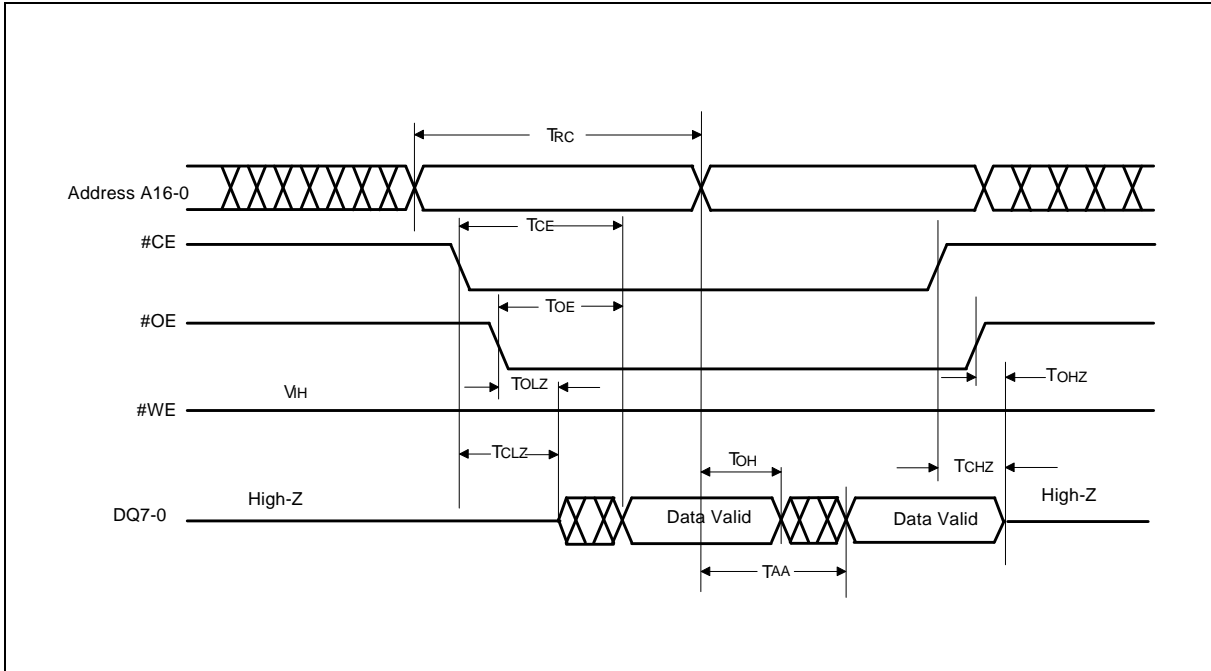 TRC
Address A16-0
TCE
#CE
TOE
#OE
TOLZ
TOHZ
VIH
#WE
TCLZ
TOH
TCHZ
High-Z
High-Z
DQ7-0
Data Valid
Data Valid
TAA